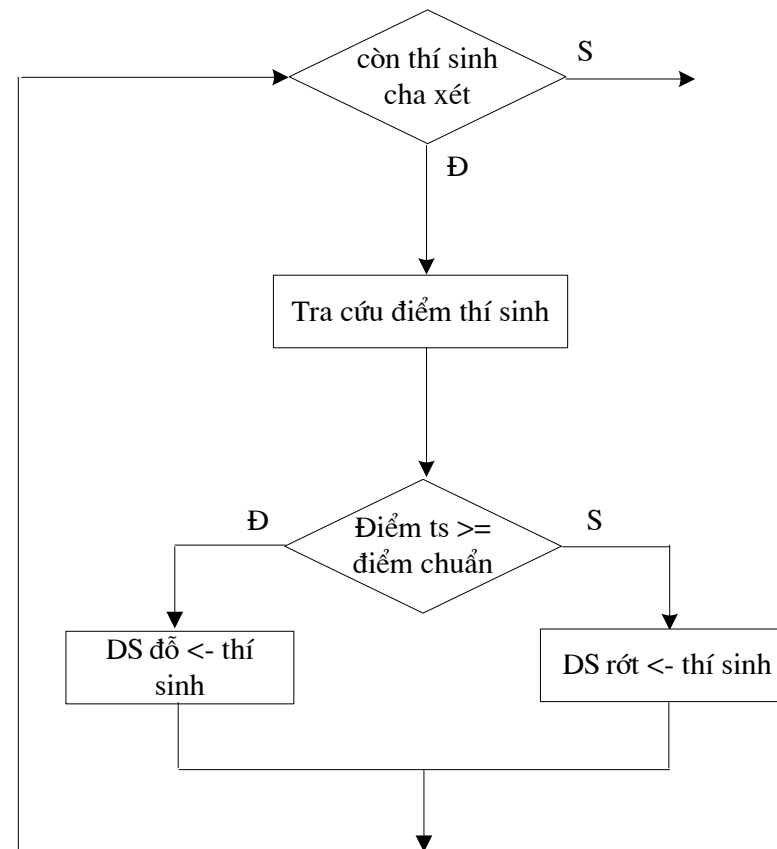 còn thí sinh
cha xét
S
Đ
Tra cứu điểm thí sinh
Đ
Điểm ts >=
điểm chuẩn
S
DS đỗ <- thí
sinh
DS rớt <- thí sinh